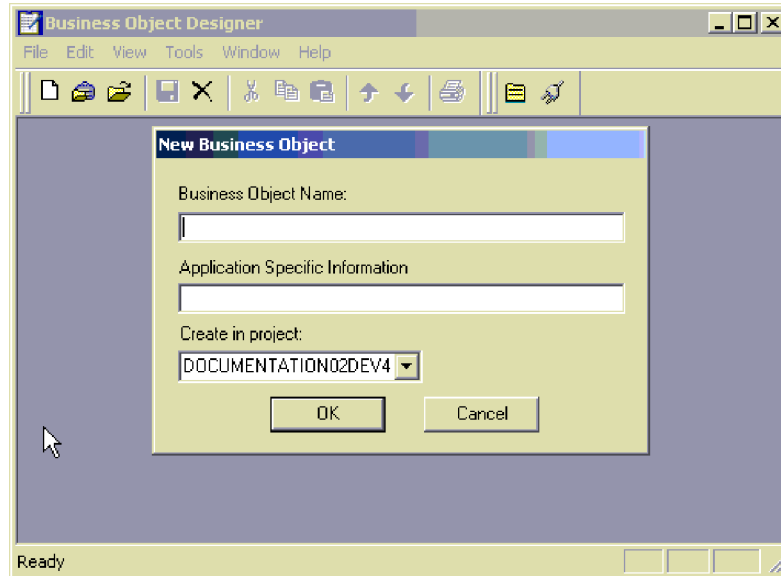 Business Object Designer
File Edit View Tools Window Help
New Business Object
Business Object Name:
Application Specific Information
Create in project:
DOCUMENTATION02DEV4
OK Cancel
Ready